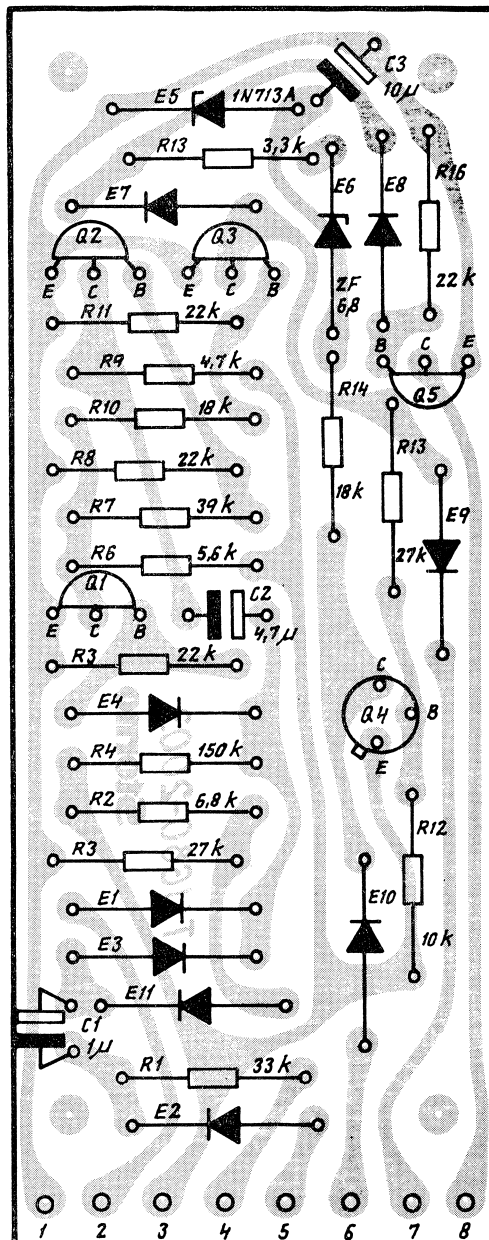 C3
10µ
E5 1N713A
R13 3,3k
E6 E8 R16
E7
Q2 Q3
ZF 6,8 22k
E C B E C B
R11 22k
B C E
R9 4,7k
R14 Q5
R10 18k
R13
R8 22k
18k
R7 39k
E9
27k
R6 5,6k
Q1 C2
E C B
4,7µ
R3 22k
C
E4
Q4 B
R4 150k
E
R2 6,8k
R12
R3 27k
E1 E10
10k
E3
E11
C1
1µ
R1 33k
E2
1 2 3 4 5 6 7 8